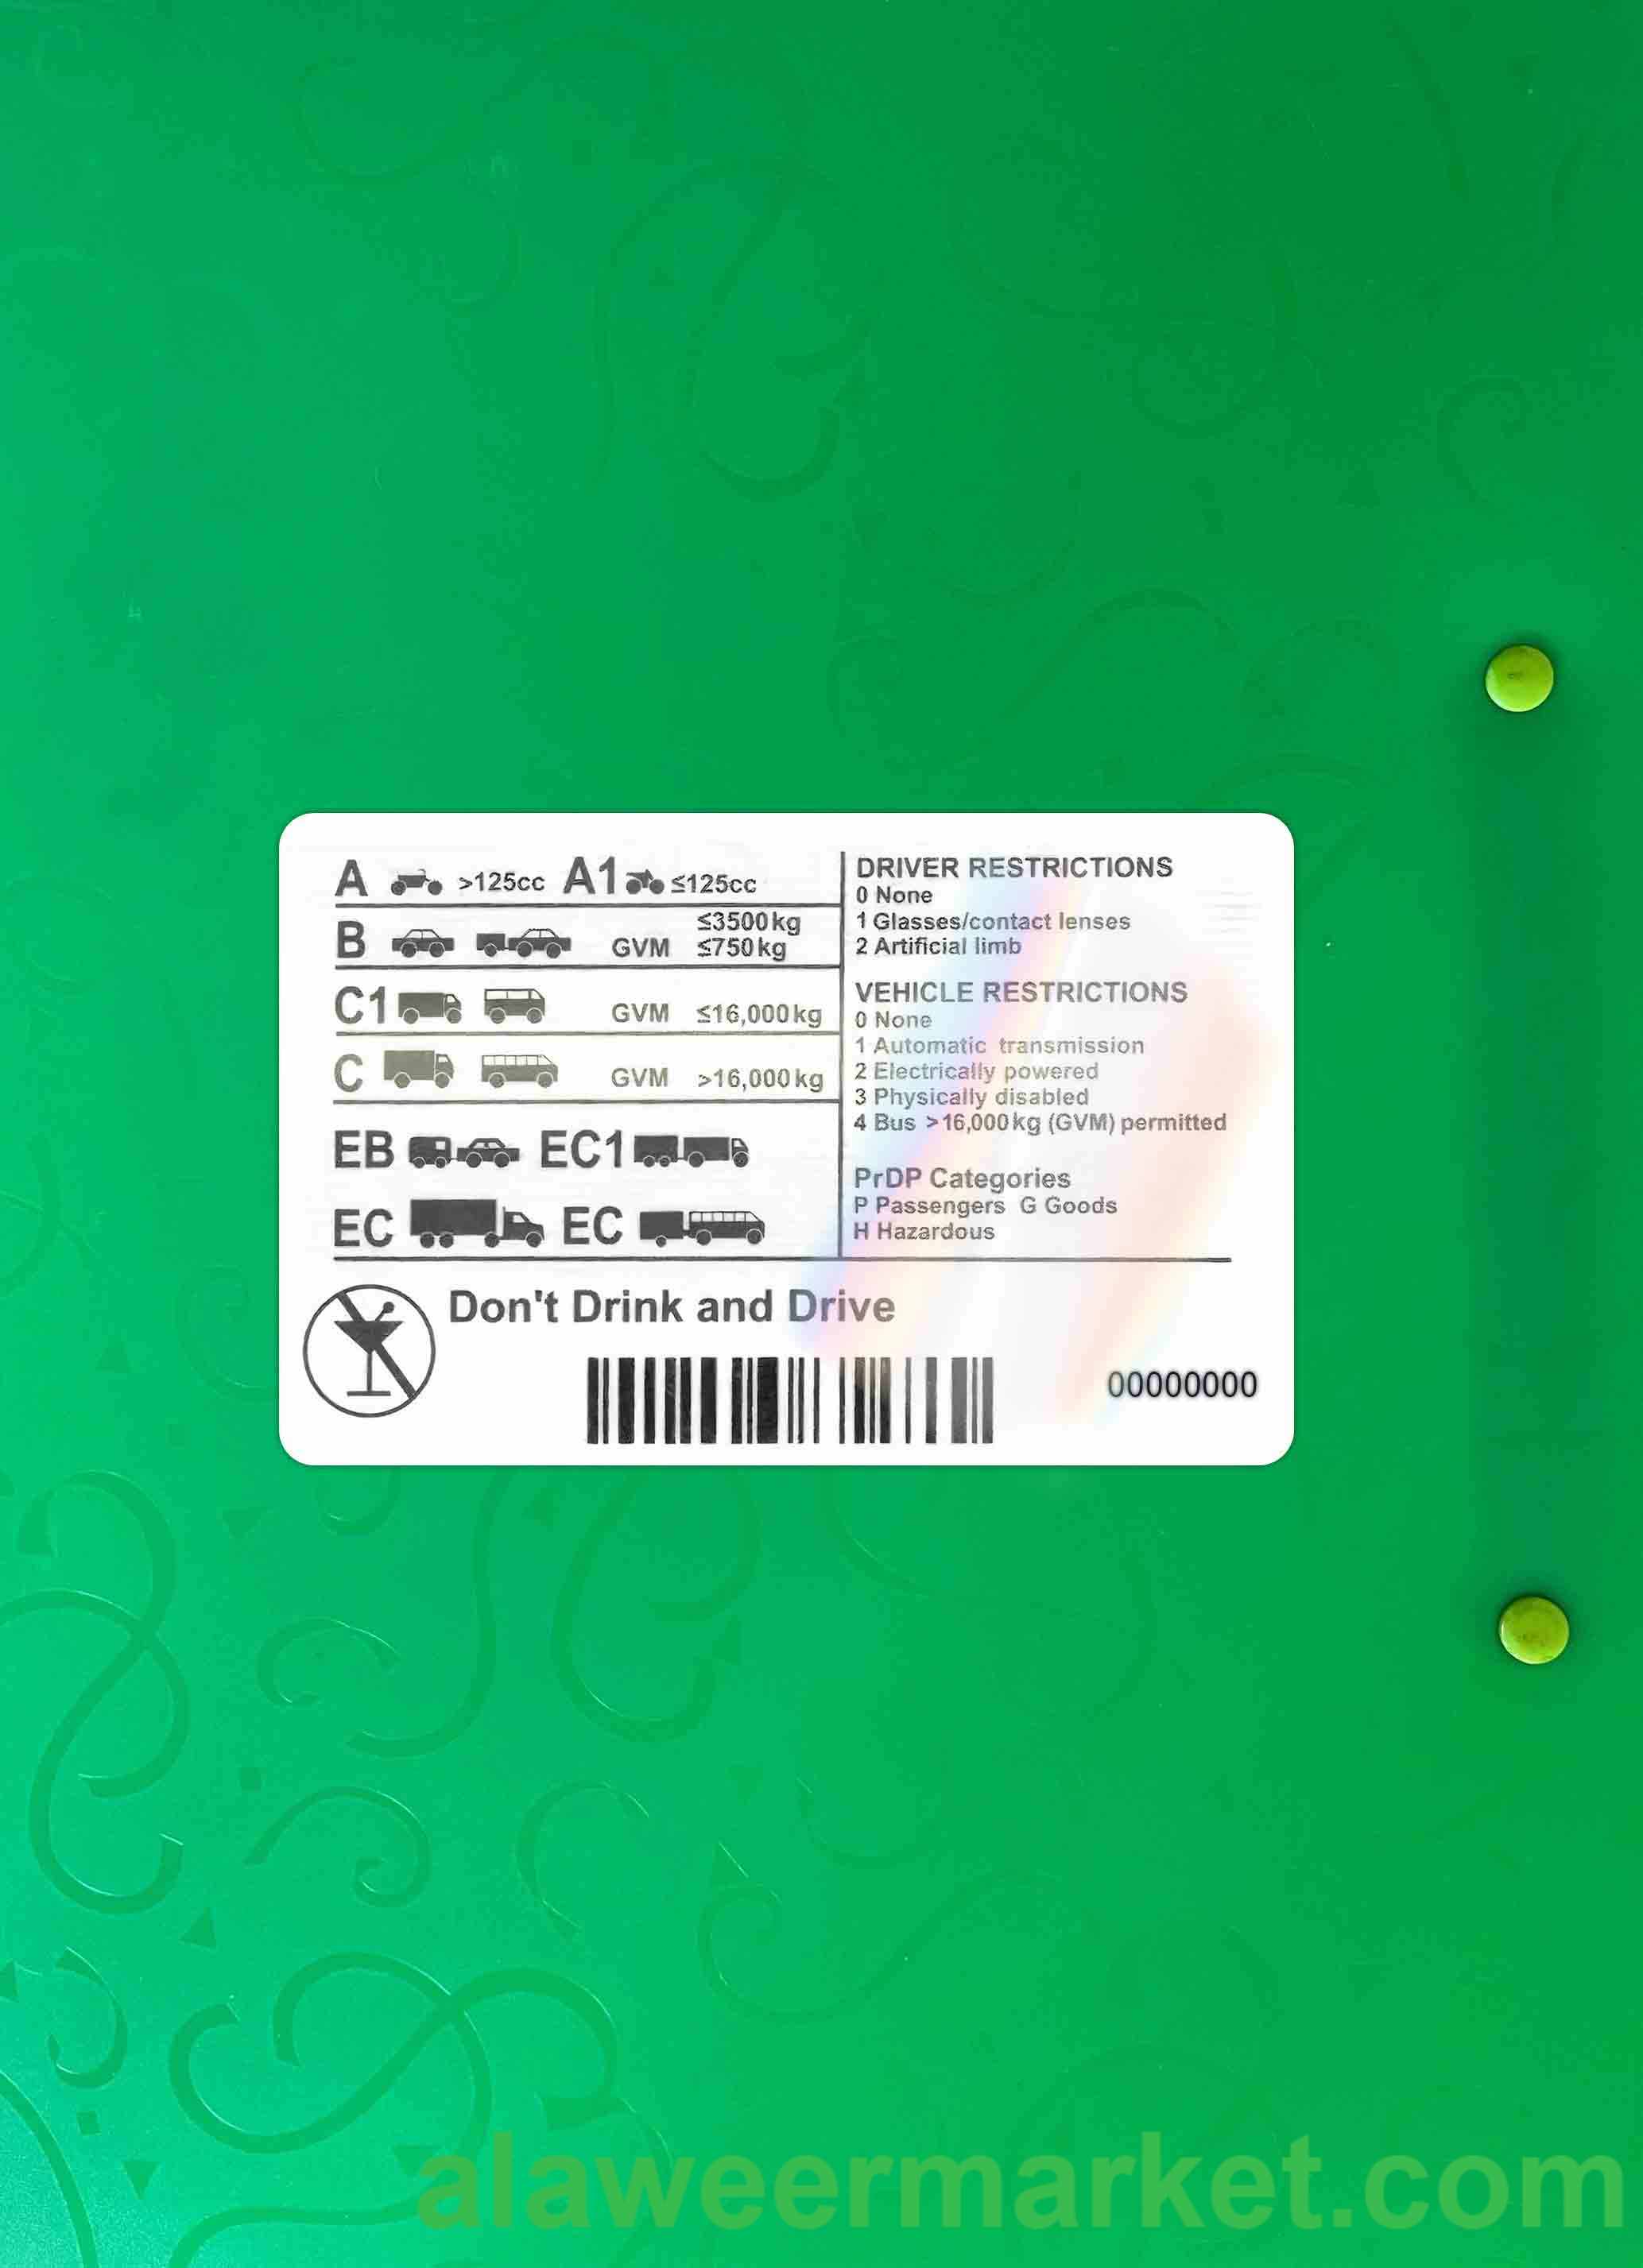 A >125cc A1 ≤125cc
B GVM ≤3500kg
≤750kg
C1 GVM ≤16,000kg
C GVM >16,000kg
EB EC1
EC EC
DRIVER RESTRICTIONS
0 None
1 Glasses/contact lenses
2 Artificial limb
VEHICLE RESTRICTIONS
0 None
1 Automatic transmission
2 Electrically powered
3 Physically disabled
4 Bus >16,000kg (GVM) permitted
PrDP Categories
P Passengers G Goods
H Hazardous
Don't Drink and Drive
00000000
alaweermarket.com